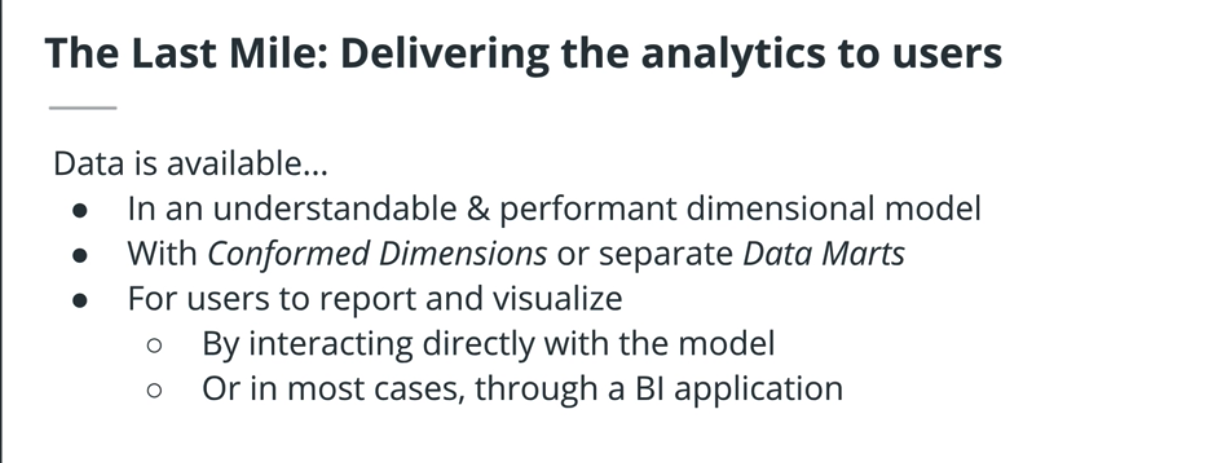 The Last Mile: Delivering the analytics to users
Data is available...
● In an understandable & performant dimensional model
● With Conformed Dimensions or separate Data Marts
● For users to report and visualize
○ By interacting directly with the model
○ Or in most cases, through a BI application